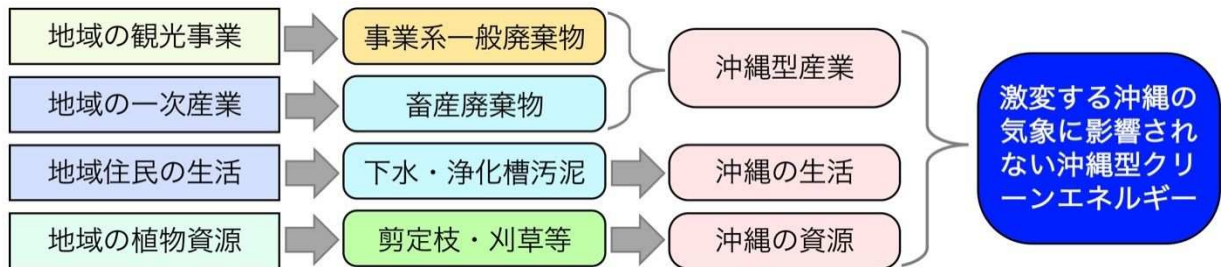 地域の観光事業
事業系一般廃棄物
沖縄型産業
地域の一次産業
畜産廃棄物
地域住民の生活
下水・浄化槽汚泥
沖縄の生活
地域の植物資源
剪定枝・刈草等
沖縄の資源
激変する沖縄の
気象に影響され
ない沖縄型クリ
ーンエネルギー